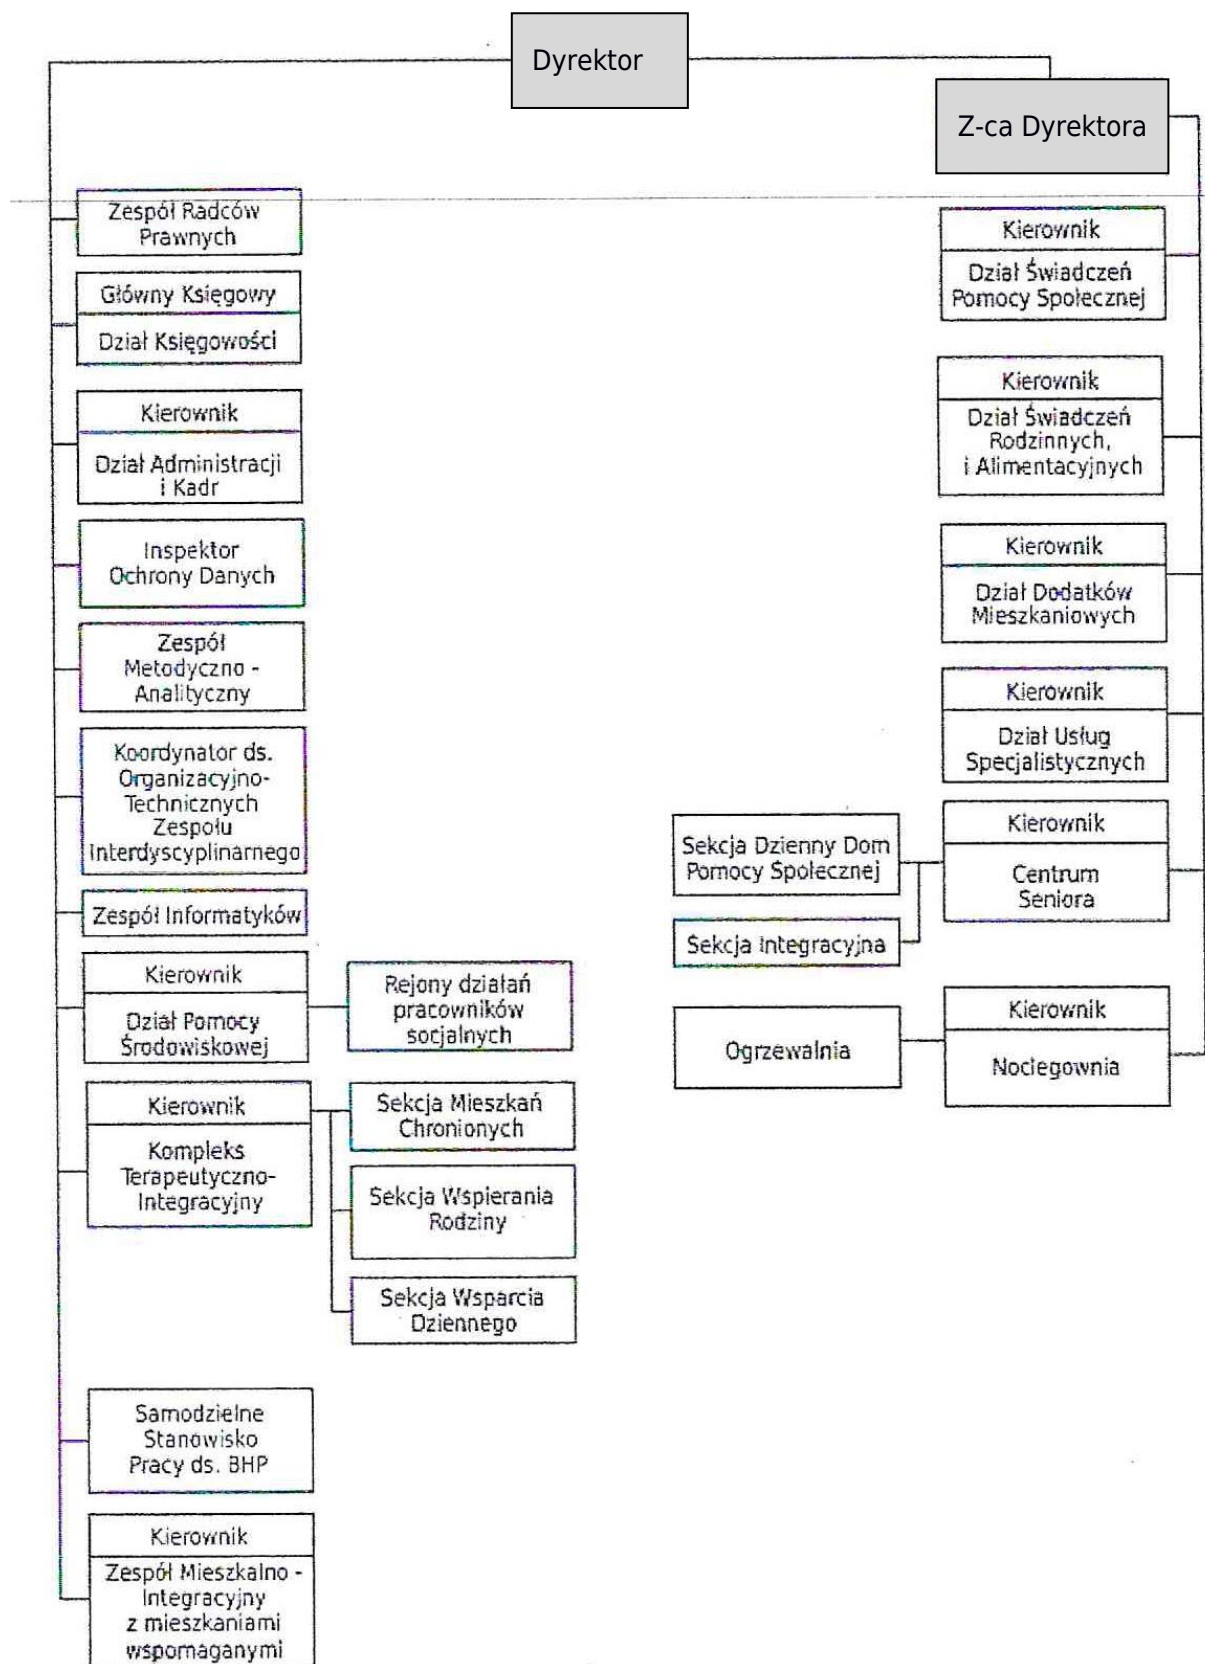 Dyrektor
Z-ca Dyrektora
Zespół Radców
Prawnych
Główny Księgowy
Dział Księgowości
Kierownik
Dział Administracji
i Kadr
Inspektor
Ochrony Danych
Zespół
Metodyczno -
Analityczny
Koordynator ds.
Organizacyjno-
Technicznych
Zespołu
Interdyscyplinarnego
Zespół Informatyków
Kierownik
Dział Pomocy
Środowiskowej
Rejony działań
pracowników
socjalnych
Kierownik
Kompleks
Terapeutyczno-
Integracyjny
Sekcja Mieszkań
Chronionych
Sekcja Wspierania
Rodziny
Sekcja Wsparcia
Dziennego
Samodzielne
Stanowisko
Pracy ds. BHP
Kierownik
Zespół Mieszkalno -
Integracyjny
z mieszkaniami
wspomaganymi
Kierownik
Dział Świadczeń
Pomocy Społecznej
Kierownik
Dział Świadczeń
Rodzinnych,
i Alimentacyjnych
Kierownik
Dział Dodatków
Mieszkaniowych
Kierownik
Dział Usług
Specjalistycznych
Kierownik
Centrum
Seniora
Sekcja Dzienny Dom
Pomocy Społecznej
Sekcja Integracyjna
Kierownik
Noclegownia
Ogrzewalnia